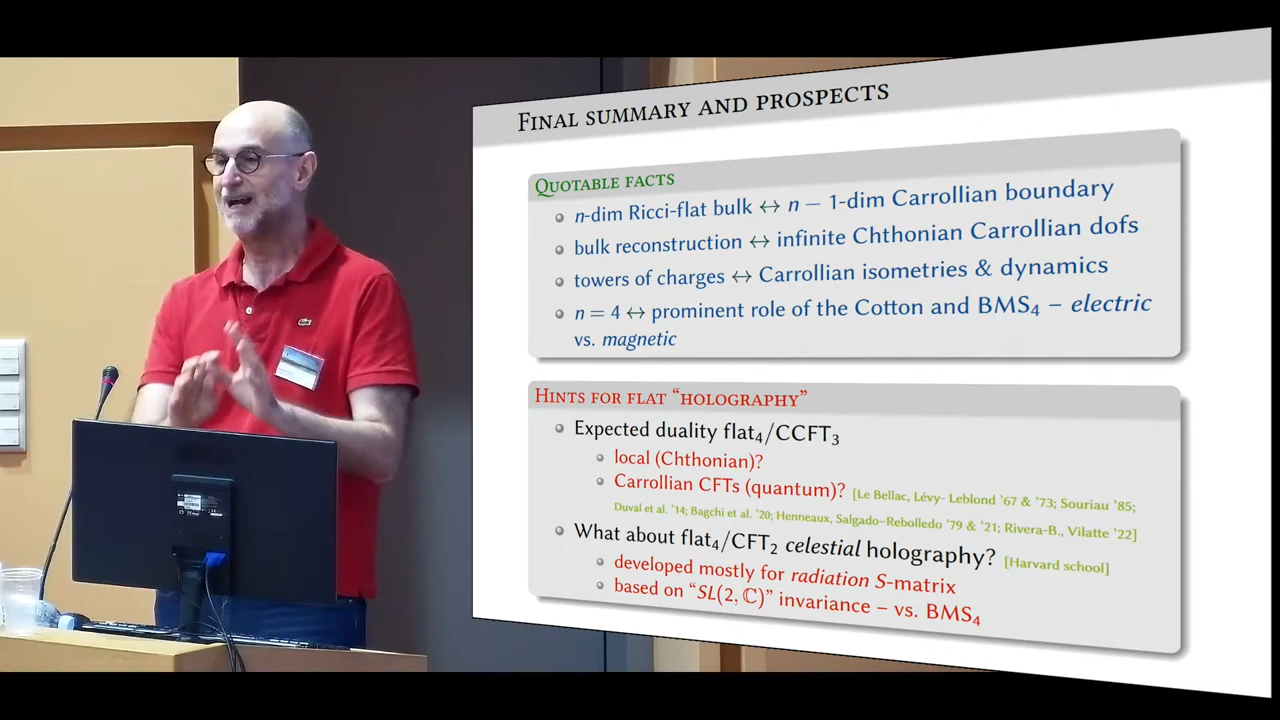 FINAL SUMMARY AND PROSPECTS
QUOTABLE FACTS
n-dim Ricci-flat bulk ↔ n − 1-dim Carrollian boundary
bulk reconstruction ↔ infinite Chthonian Carrollian dofs
towers of charges ↔ Carrollian isometries & dynamics
n = 4 ↔ prominent role of the Cotton and BMS₄ – electric
vs. magnetic
HINTS FOR FLAT “HOLOGRAPHY”
Expected duality flat₄/CCFT₃
local (Chthonian)?
Carrollian CFTs (quantum)? [Le Bellac, Lévy- Leblond '67 & '73; Souriau '85;
Duval et al. '14; Bagchi et al. '20; Henneaux, Salgado–Rebolledo '79 & '21; Rivera-B., Vilatte '22]
What about flat₄/CFT₂ celestial holography? [Harvard school]
developed mostly for radiation S-matrix
based on “SL(2, ℂ)” invariance – vs. BMS₄